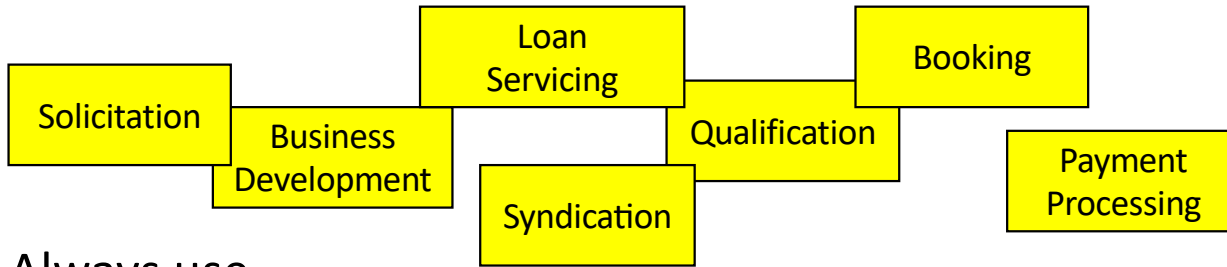 Solicitation
Business
Development
Loan
Servicing
Syndication
Qualification
Booking
Payment
Processing
Always use